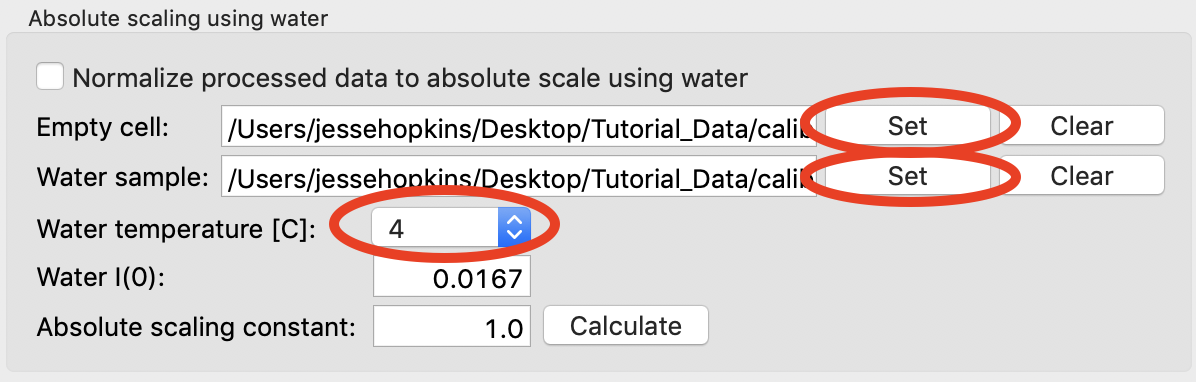 Absolute scaling using water
Normalize processed data to absolute scale using water
Empty cell: /Users/jessehopkins/Desktop/Tutorial_Data/calib Set Clear
Water sample: /Users/jessehopkins/Desktop/Tutorial_Data/calib Set Clear
Water temperature [C]: 4
Water I(0): 0.0167
Absolute scaling constant: 1.0 Calculate